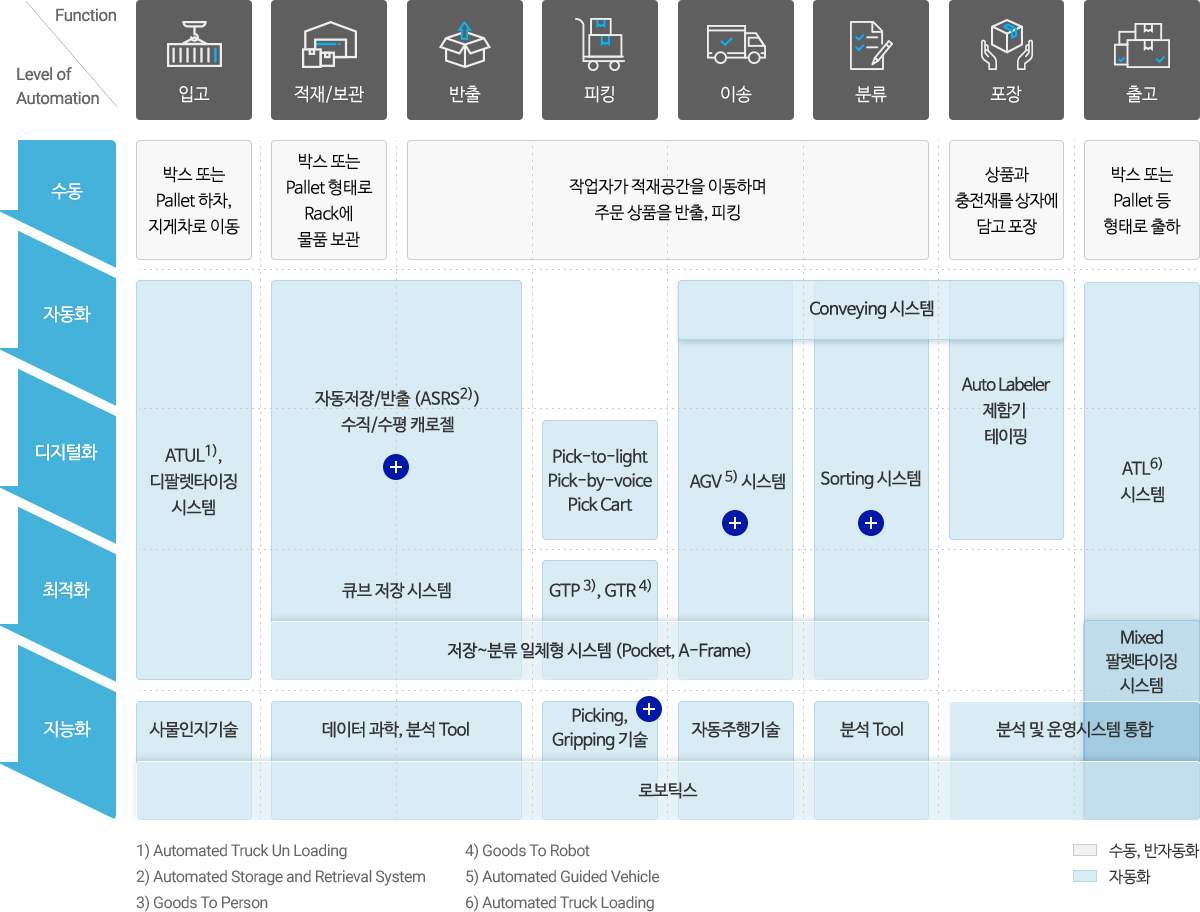 Function
Level of
Automation
입고
적재/보관
반출
피킹
이송
분류
포장
출고
수동
박스 또는
Pallet 하차,
지게차로 이동
박스 또는
Pallet 형태로
Rack에
물품 보관
작업자가 적재공간을 이동하며
주문 상품을 반출, 피킹
상품과
충전재를 상자에
담고 포장
박스 또는
Pallet 등
형태로 출하
자동화
디지털화
최적화
지능화
ATUL1),
디팔렛타이징
시스템
자동저장/반출 (ASRS2))
수직/수평 캐로젤
큐브 저장 시스템
Pick-to-light
Pick-by-voice
Pick Cart
GTP 3), GTR 4)
Conveying 시스템
AGV 5) 시스템
Sorting 시스템
Auto Labeler
제함기
테이핑
ATL6)
시스템
저장~분류 일체형 시스템 (Pocket, A-Frame)
Mixed
팔렛타이징
시스템
사물인지기술
데이터 과학, 분석 Tool
Picking,
Gripping 기술
자동주행기술
분석 Tool
분석 및 운영시스템 통합
로보틱스
1) Automated Truck Un Loading
2) Automated Storage and Retrieval System
3) Goods To Person
4) Goods To Robot
5) Automated Guided Vehicle
6) Automated Truck Loading
수동, 반자동화
자동화